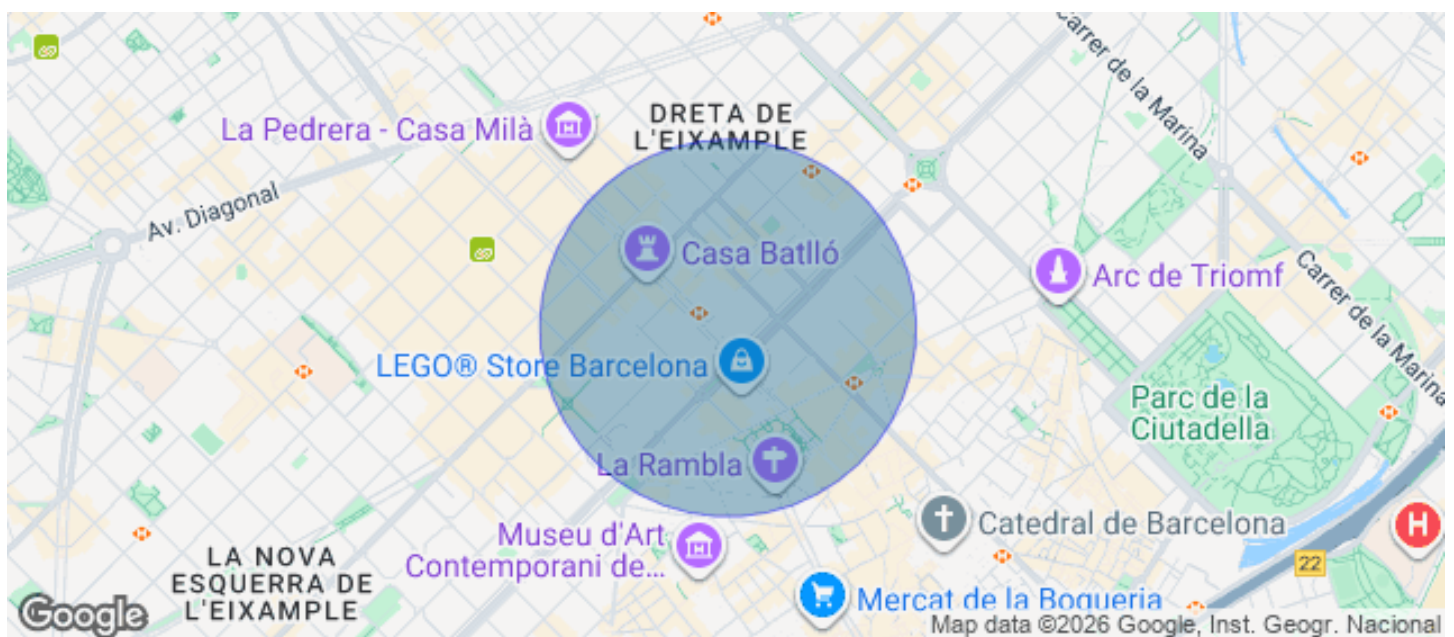 Carrer de la Marina
DRETA DE
L'EIXAMPLE
La Pedrera - Casa Milà
Av. Diagonal
Casa Batlló
Arc de Triomf
Carrer de la Marina
LEGO® Store Barcelona
Parc de la
Ciutadella
La Rambla
Catedral de Barcelona
Museu d'Art
Contemporani de...
H
22
LA NOVA
ESQUERRA DE
L'EIXAMPLE
Mercat de la Boqueria
Google
Map data ©2026 Google, Inst. Geogr. Nacional